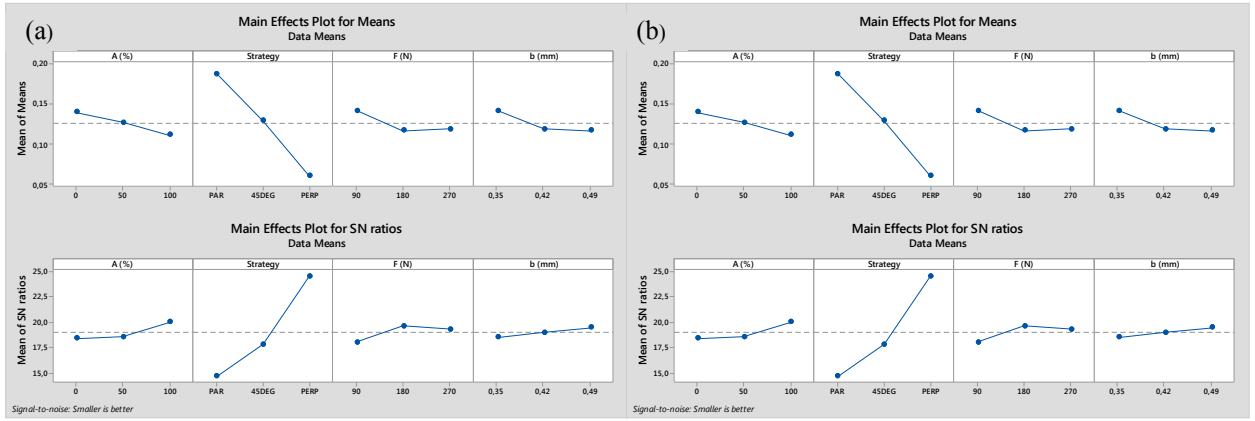 (a)
Main Effects Plot for Means
Data Means
A (%) Strategy F (N) b (mm)
Mean of Means
0,20
0,15
0,10
0,05
0 50 100 PAR 45DEG PERP 90 180 270 0,35 0,42 0,49
Main Effects Plot for SN ratios
Data Means
A (%) Strategy F (N) b (mm)
Mean of SN ratios
25,0
22,5
20,0
17,5
15,0
0 50 100 PAR 45DEG PERP 90 180 270 0,35 0,42 0,49
Signal-to-noise: Smaller is better
(b)
Main Effects Plot for Means
Data Means
A (%) Strategy F (N) b (mm)
Mean of Means
0,20
0,15
0,10
0,05
0 50 100 PAR 45DEG PERP 90 180 270 0,35 0,42 0,49
Main Effects Plot for SN ratios
Data Means
A (%) Strategy F (N) b (mm)
Mean of SN ratios
25,0
22,5
20,0
17,5
15,0
0 50 100 PAR 45DEG PERP 90 180 270 0,35 0,42 0,49
Signal-to-noise: Smaller is better